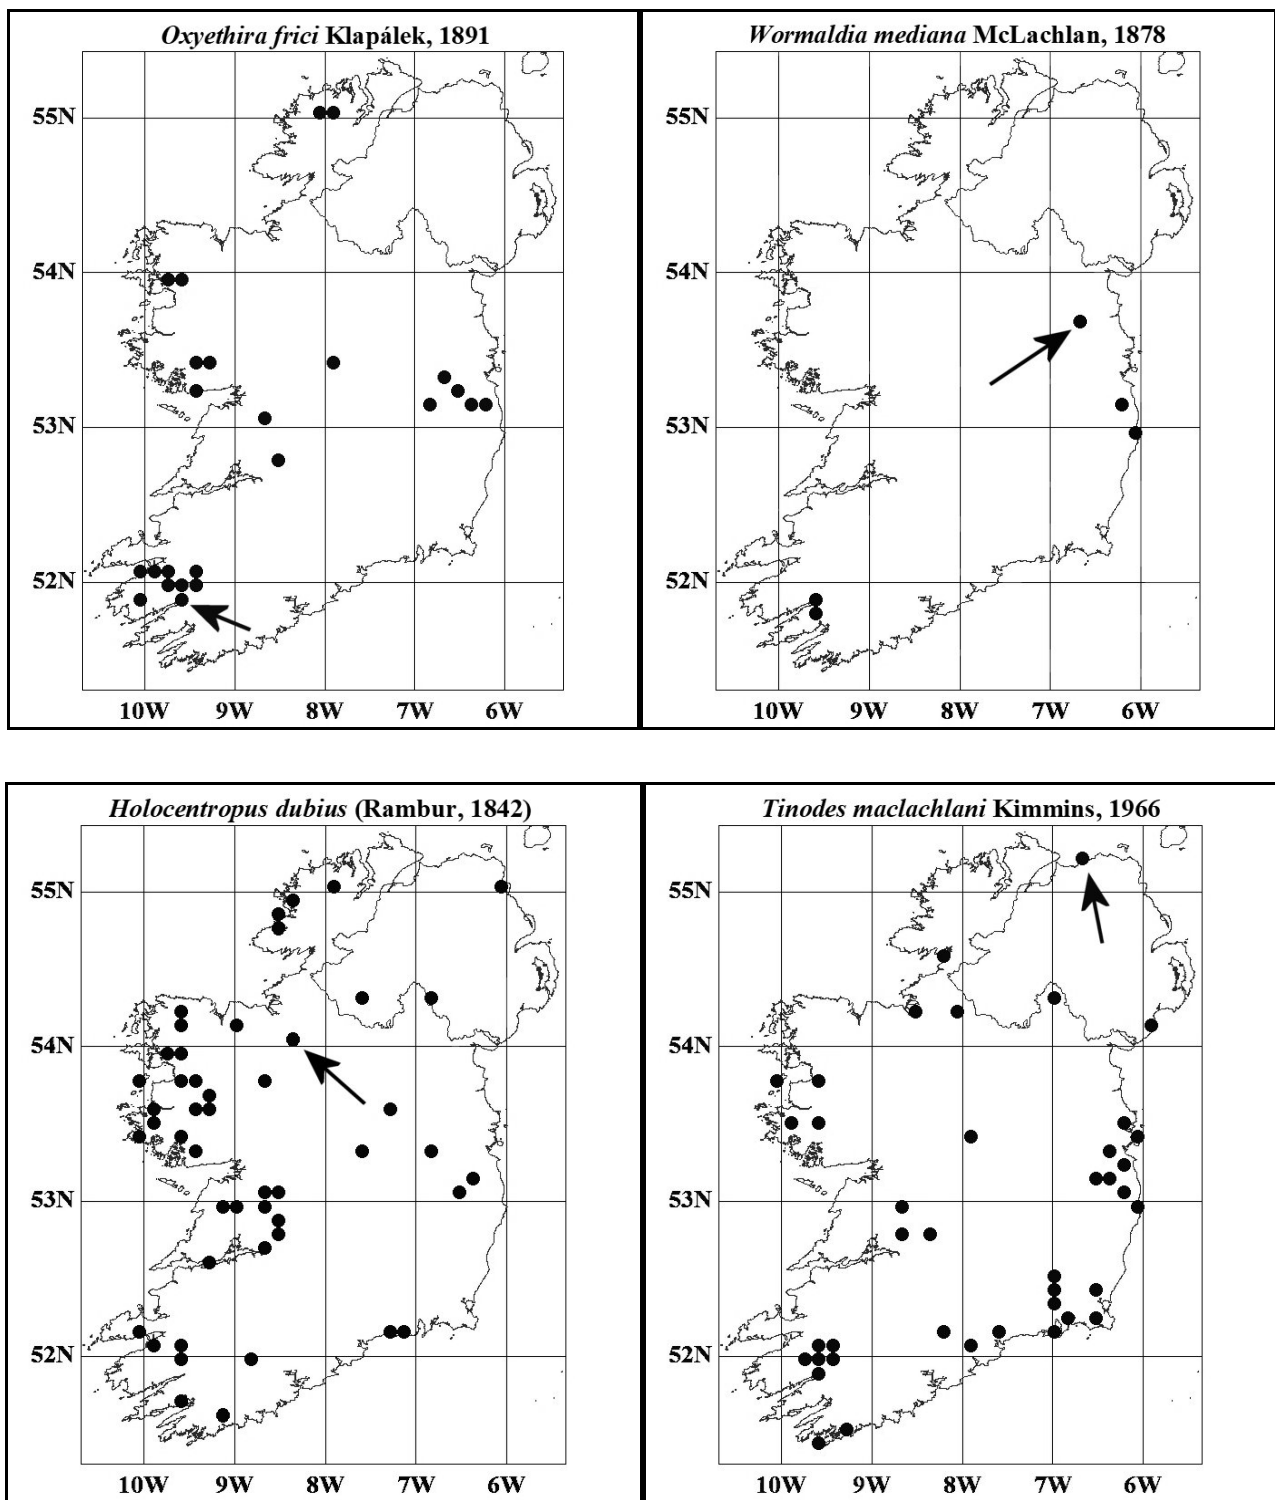 Oxyethira frici Klapálek, 1891
55N
54N
53N
52N
10W 9W 8W 7W 6W
Wormaldia mediana McLachlan, 1878
55N
54N
53N
52N
10W 9W 8W 7W 6W
Holocentropus dubius (Rambur, 1842)
55N
54N
53N
52N
10W 9W 8W 7W 6W
Tinodes maclachlani Kimmins, 1966
55N
54N
53N
52N
10W 9W 8W 7W 6W